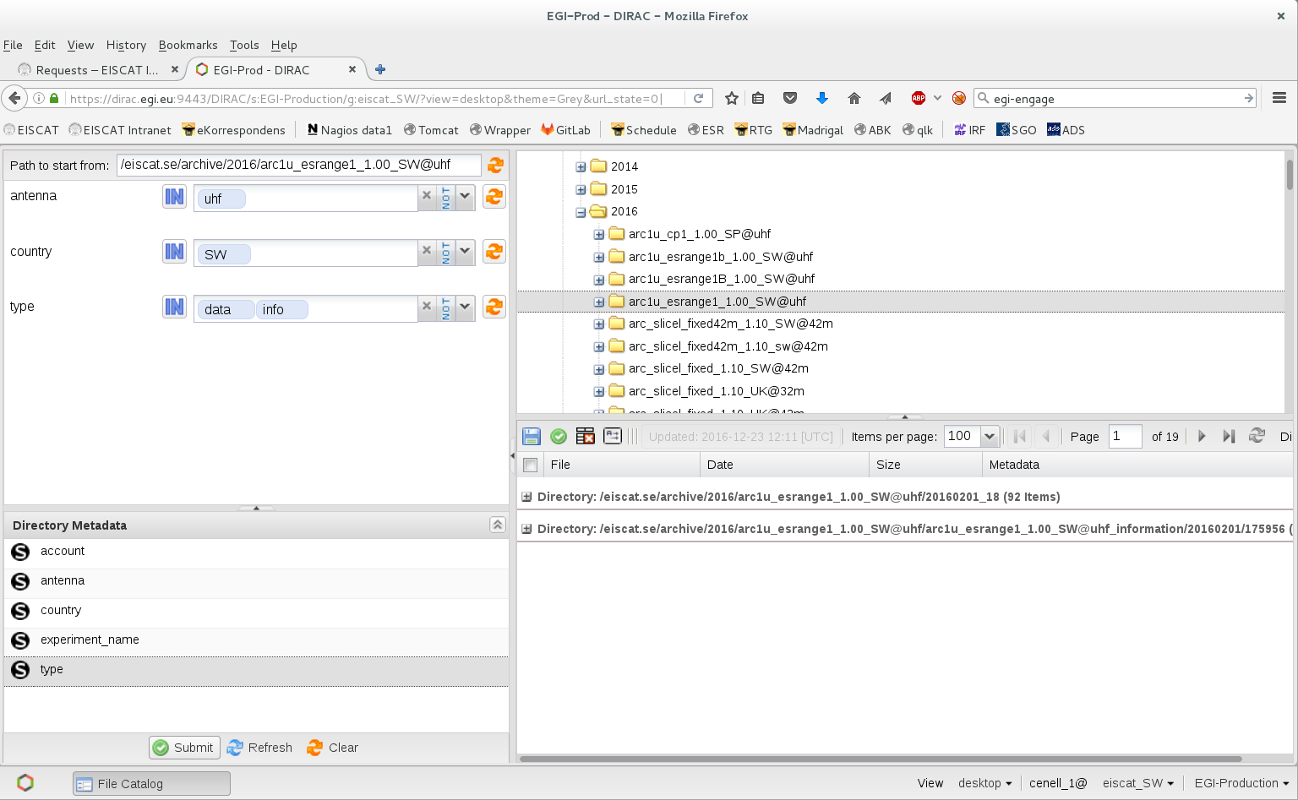 EGI-Prod - DIRAC - Mozilla Firefox
File Edit View History Bookmarks Tools Help
Requests – EISCAT I... EGI-Prod - DIRAC
https://dirac.egi.eu:9443/DIRAC/s:EGI-Production/g:eiscat_SW/?view=desktop&theme=Grey&url_state=0| ABP egi-engage
EISCAT EISCAT Intranet eKorrespondens Nagios data1 Tomcat Wrapper GitLab Schedule ESR RTG Madrigal ABK qlk IRF SGO ADS
Path to start from: /eiscat.se/archive/2016/arc1u_esrange1_1.00_SW@uhf
antenna IN uhf NOT
country IN SW NOT
type IN data info NOT
Directory Metadata
S account
S antenna
S country
S experiment_name
S type
Submit Refresh Clear
2014
2015
2016
arc1u_cp1_1.00_SP@uhf
arc1u_esrange1b_1.00_SW@uhf
arc1u_esrange1B_1.00_SW@uhf
arc1u_esrange1_1.00_SW@uhf
arc_slicel_fixed42m_1.10_SW@42m
arc_slicel_fixed42m_1.10_sw@42m
arc_slicel_fixed_1.10_SW@42m
arc_slicel_fixed_1.10_UK@32m
arc_slicel_fixed_1.10_UK@42m
Updated: 2016-12-23 12:11 [UTC] Items per page: 100 Page 1 of 19 Di
File Date Size Metadata
Directory: /eiscat.se/archive/2016/arc1u_esrange1_1.00_SW@uhf/20160201_18 (92 Items)
Directory: /eiscat.se/archive/2016/arc1u_esrange1_1.00_SW@uhf/arc1u_esrange1_1.00_SW@uhf_information/20160201/175956 (
File Catalog View desktop cenell_1@ eiscat_SW EGI-Production